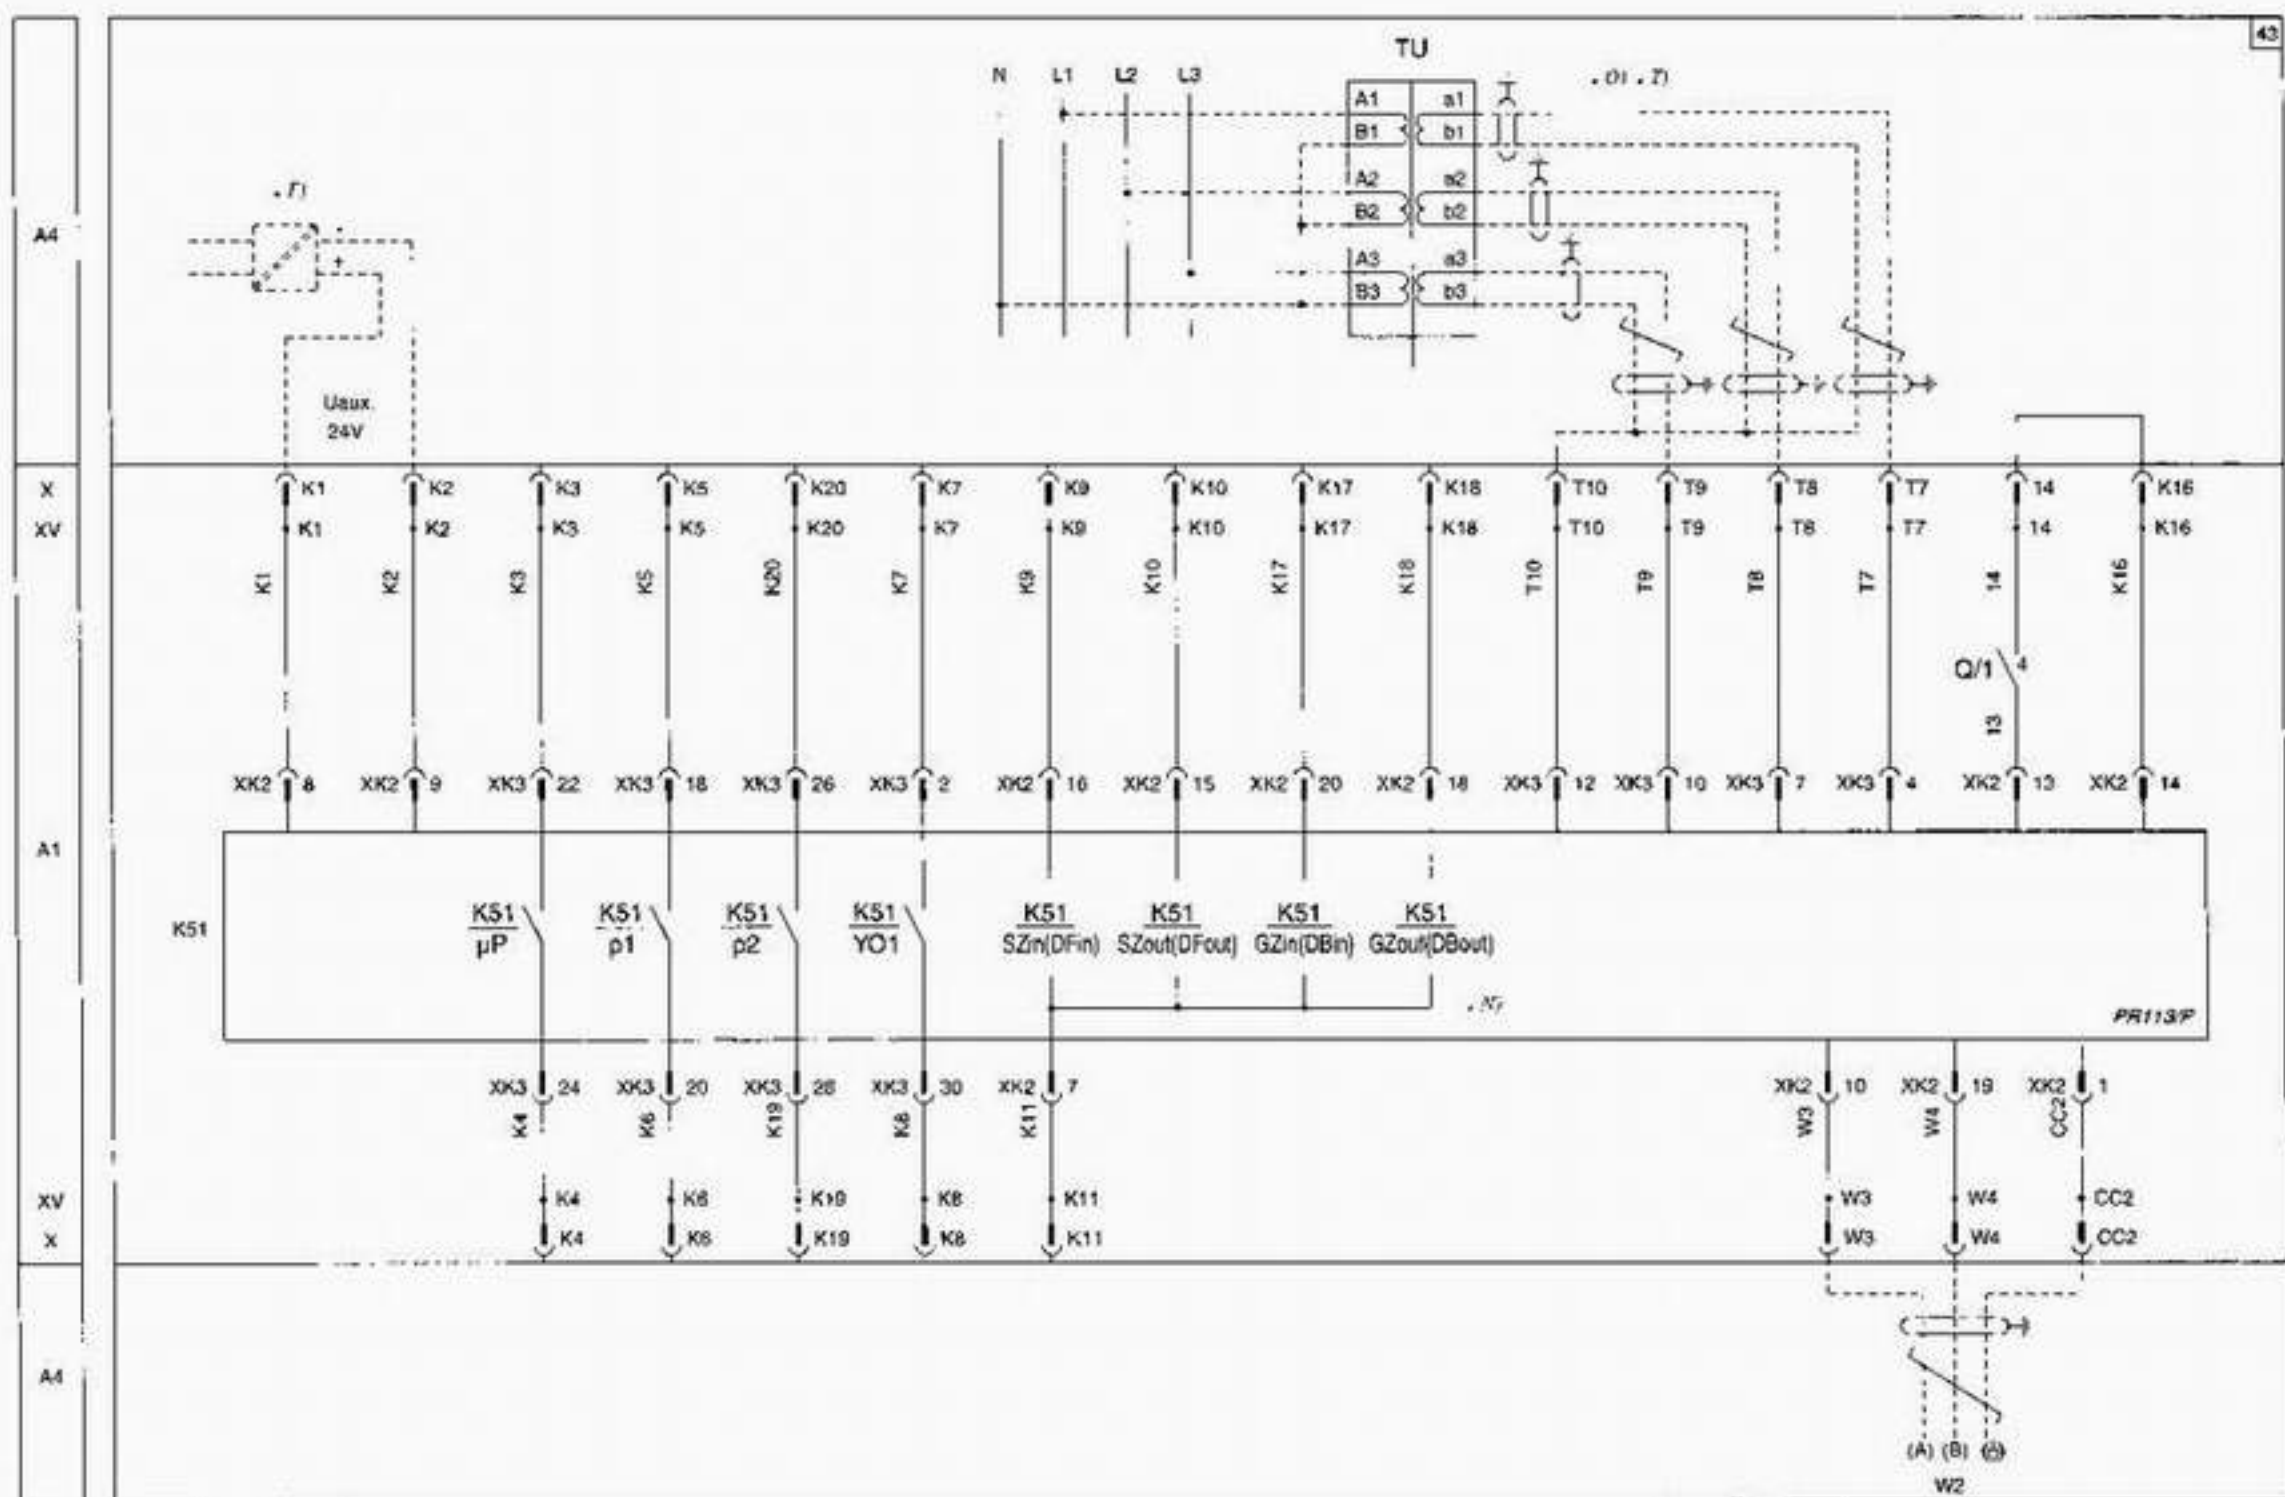 43
TU
N L1 L2 L3
A1 a1
B1 b1
A2 a2
B2 b2
A3 a3
B3 b3
A4
- 
+
Uaux.
24V
X K1 K2 K3 K5 K20 K7 K9 K10 K17 K18 T10 T9 T8 T7 14 K16
XV K1 K2 K3 K5 K20 K7 K9 K10 K17 K18 T10 T9 T8 T7 14 K16
K1 K2 K3 K5 K20 K7 K9 K10 K17 K18 T10 T9 T8 T7 14 K16
Q/1 4
13
XK2 8 XK2 9 XK3 22 XK3 18 XK3 26 XK3 2 XK2 16 XK2 15 XK2 20 XK2 18 XK3 12 XK3 10 XK3 7 XK3 4 XK2 13 XK2 14
A1
K51
K51 K51 K51 K51 K51 K51 K51 K51
µP p1 p2 YO1 SZin(DFin) SZout(DFout) GZin(DBin) GZout(DBout)
PR113/P
XK3 24 XK3 20 XK3 28 XK3 30 XK2 7 XK2 10 XK2 19 XK2 1
K4 K6 K19 K8 K11 W3 W4 CC2
XV K4 K6 K19 K8 K11 W3 W4 CC2
X K4 K6 K19 K8 K11 W3 W4 CC2
A4
(A) (B)
W2